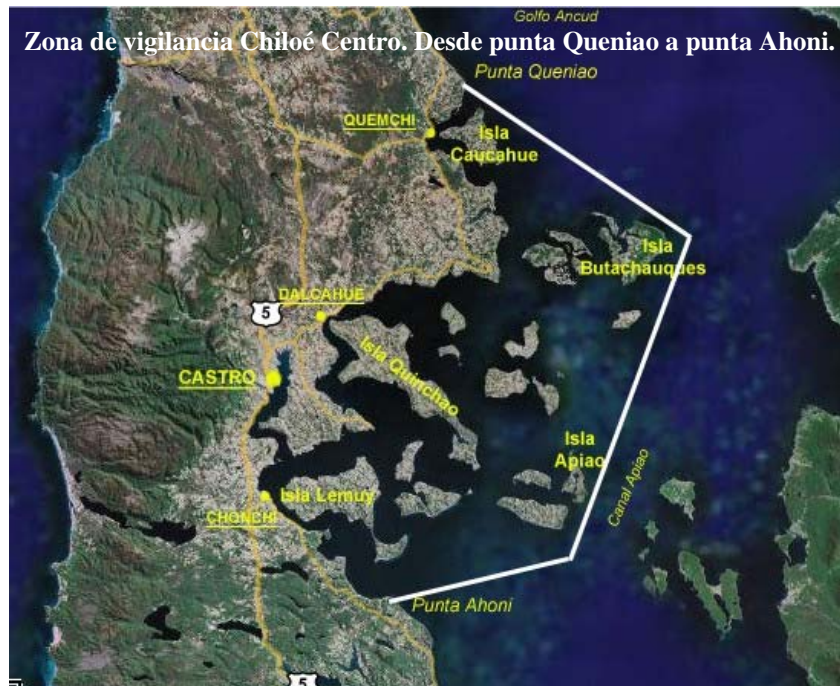 Golfo Ancud
Zona de vigilancia Chiloé Centro. Desde punta Queniao a punta Ahoni.
Punta Queniao
QUEMCHI
Isla
Caucahue
Isla
Butachauques
DALCAHUE
5
Isla Quinchao
CASTRO
Isla
Apiao
Canal Apiao
Isla Lemuy
CHONCHI
Punta Ahoni
5